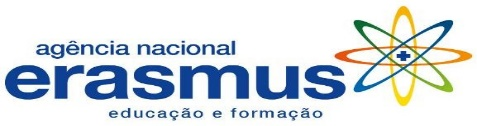 agência nacional
erasmus+
educação e formação